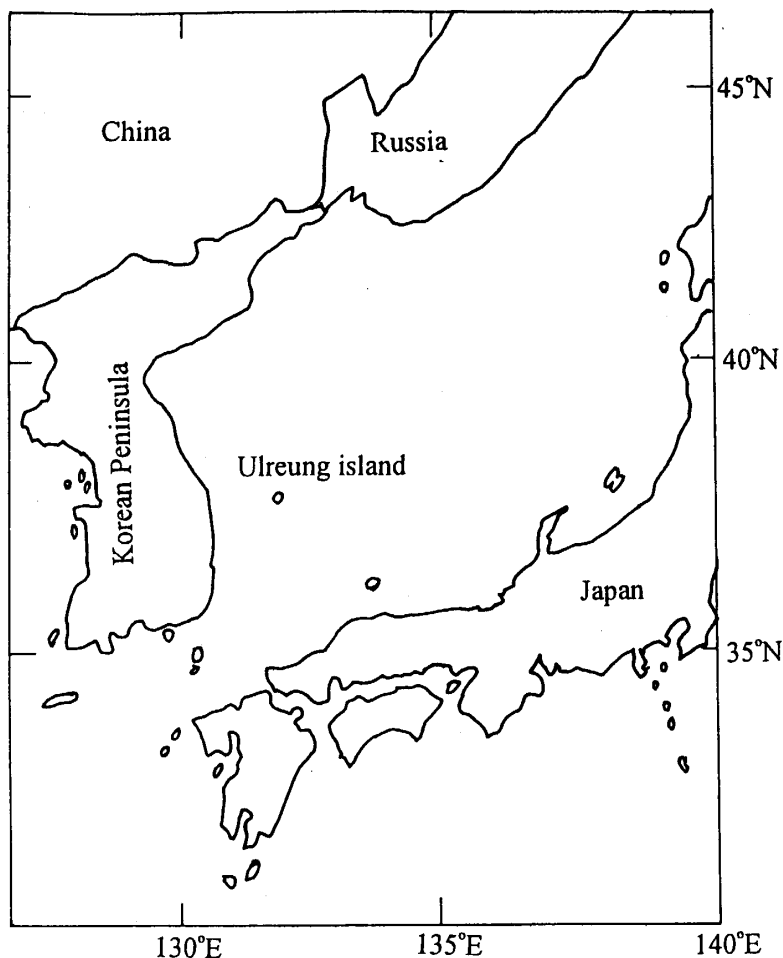 45°N
China
Russia
40°N
Korean Peninsula
Ulreung island
Japan
35°N
130°E
135°E
140°E